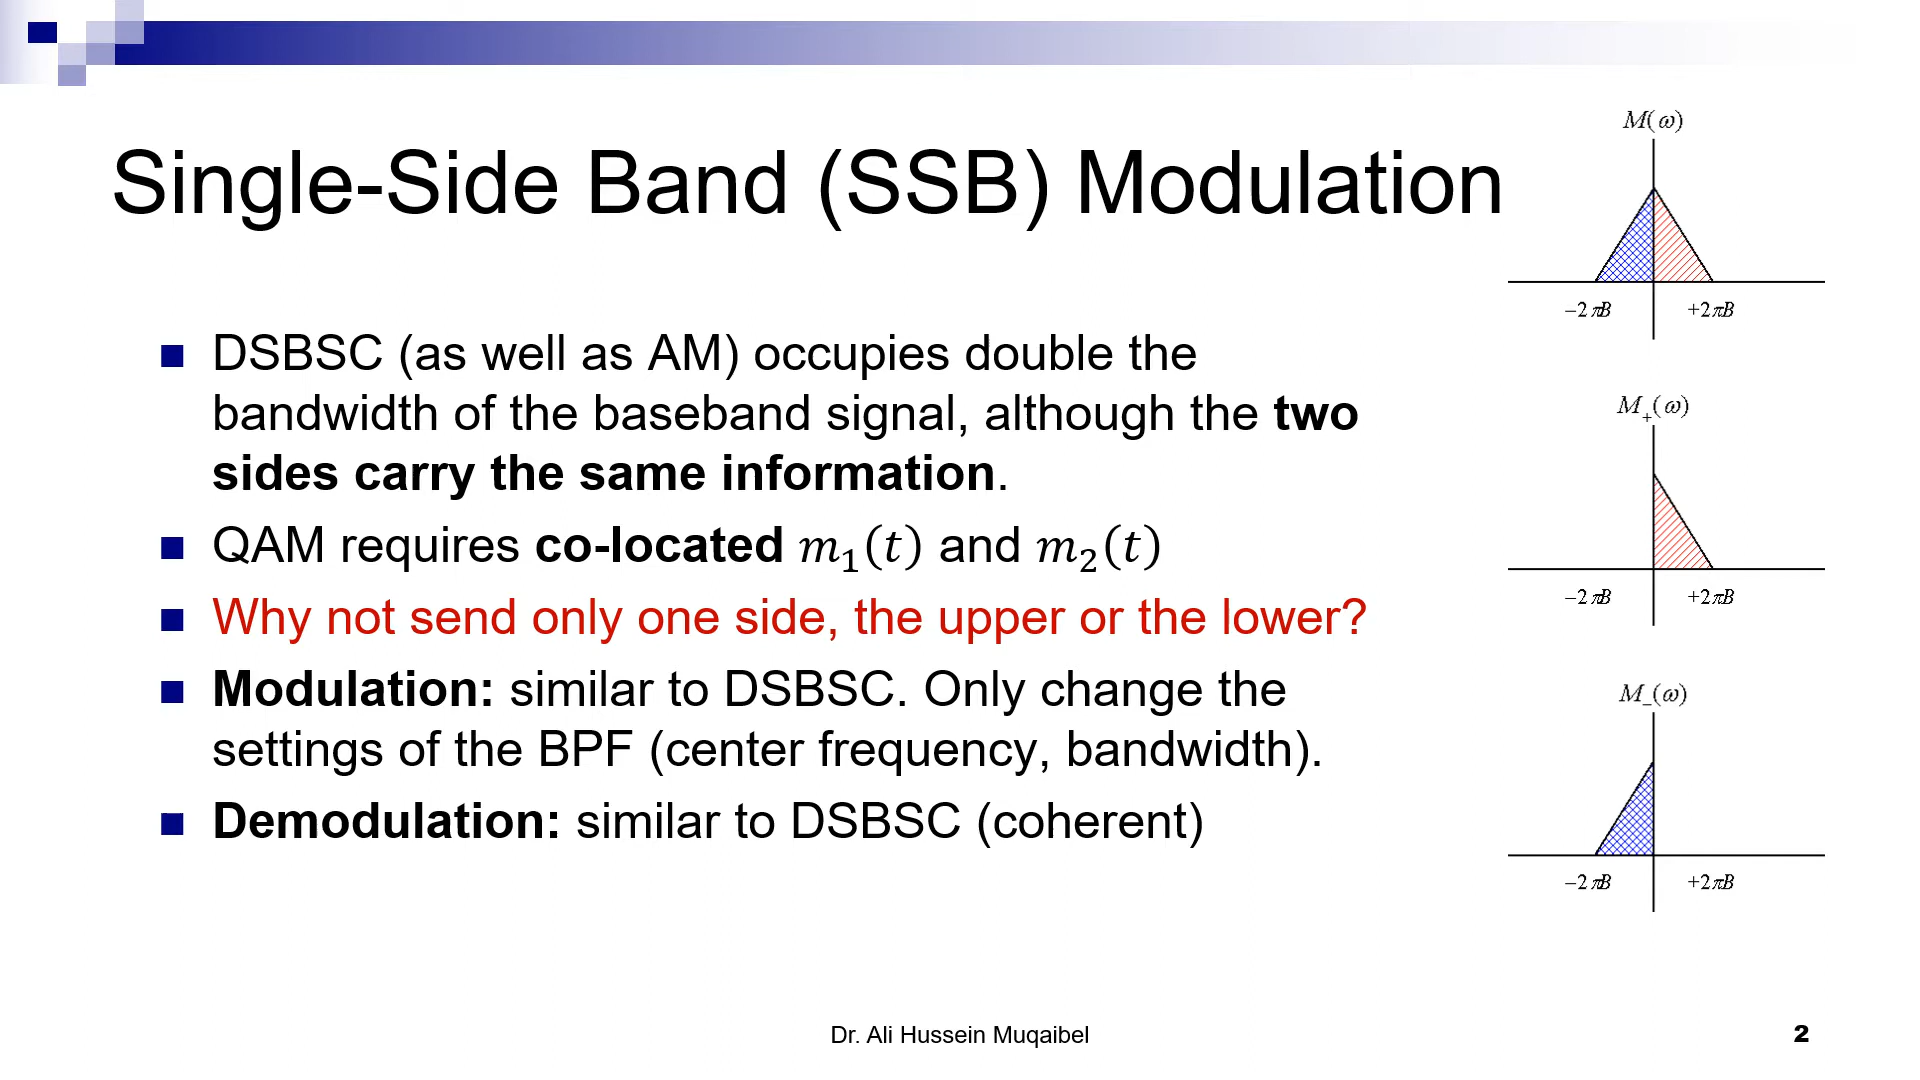 Single-Side Band (SSB) Modulation
DSBSC (as well as AM) occupies double the
bandwidth of the baseband signal, although the two
sides carry the same information.
QAM requires co-located m₁(t) and m₂(t)
Why not send only one side, the upper or the lower?
Modulation: similar to DSBSC. Only change the
settings of the BPF (center frequency, bandwidth).
Demodulation: similar to DSBSC (coherent)
M(ω)
−2πB +2πB
M₊(ω)
−2πB +2πB
M₋(ω)
−2πB +2πB
Dr. Ali Hussein Muqaibel
2